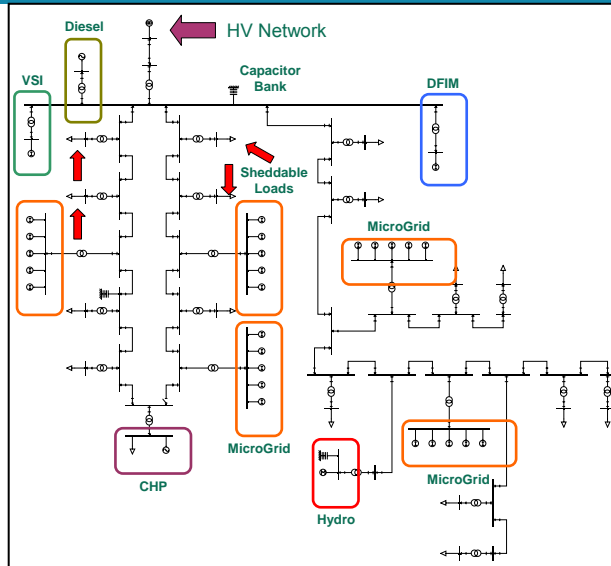 Diesel
HV Network
VSI
Capacitor
Bank
DFIM
Sheddable
Loads
MicroGrid
MicroGrid
MicroGrid
CHP
Hydro